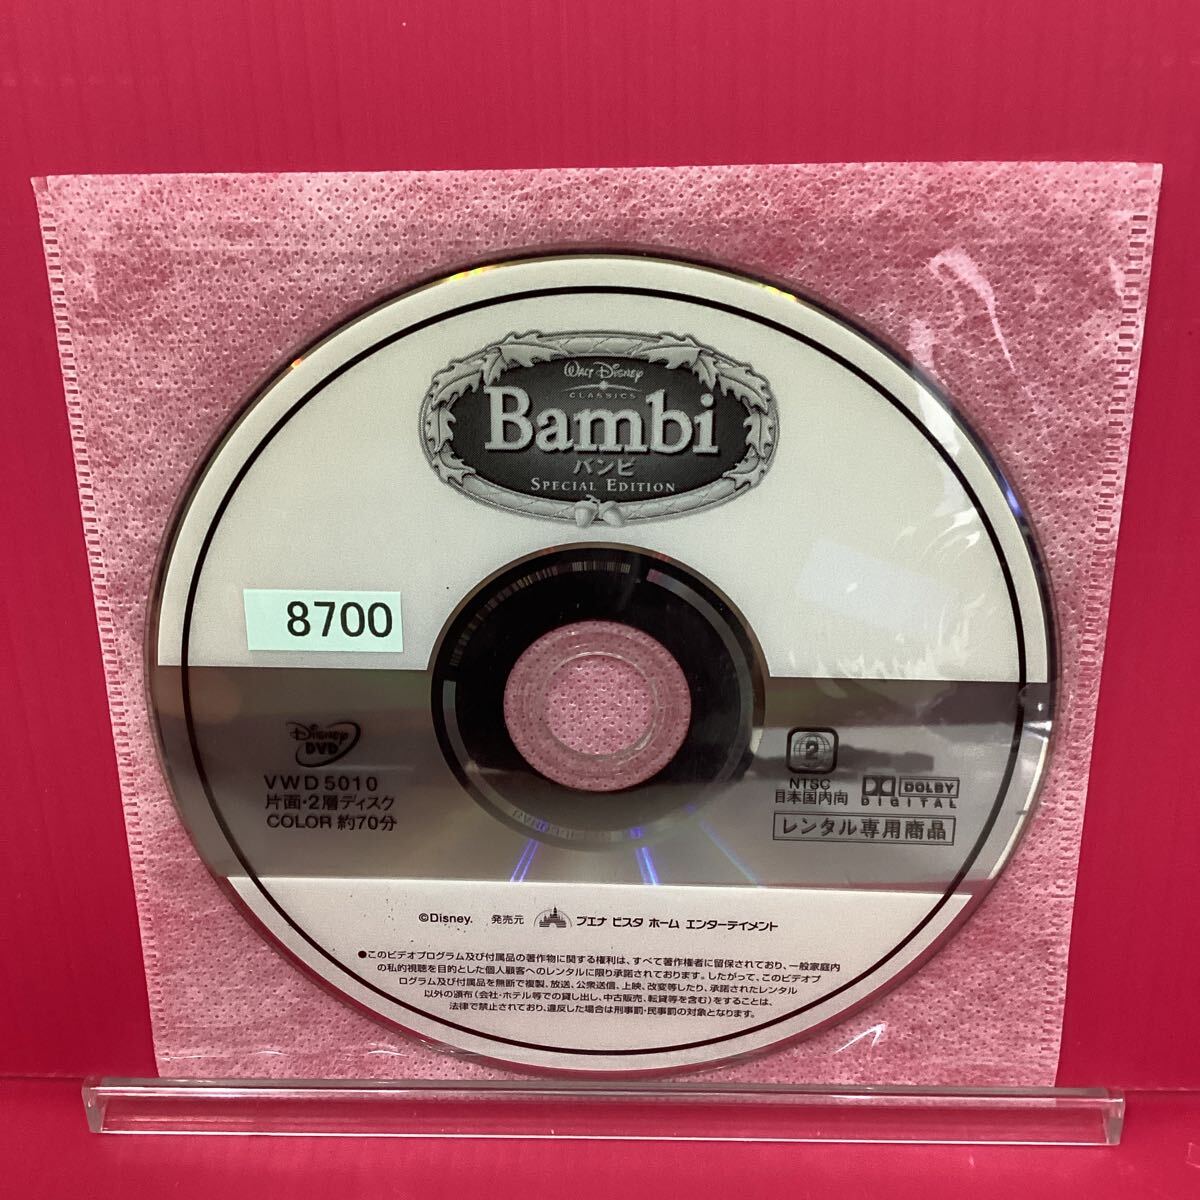 WALT DISNEY
CLASSICS
Bambi
バンビ
SPECIAL EDITION
8700
DISNEY
DVD
VWD 5010
片面・2層ディスク
COLOR 約70分
2
NTSC
日本国内向
DOLBY
DIGITAL
レンタル専用商品
©Disney. 発売元 ブエナ ビスタ ホーム エンターテイメント
●このビデオプログラム及び付属品の著作物に関する権利は、すべて著作権者に留保されており、一般家庭内
の私的視聴を目的とした個人顧客へのレンタルに限り承諾されております。したがって、このビデオプ
ログラム及び付属品を無断で複製、放送、公衆送信、上映、改変等したり、承諾されたレンタル
以外の頒布(会社・ホテル等での貸し出し、中古販売、転貸等を含む)をすることは、
法律で禁止されており、違反した場合は刑事罰・民事罰の対象となります。